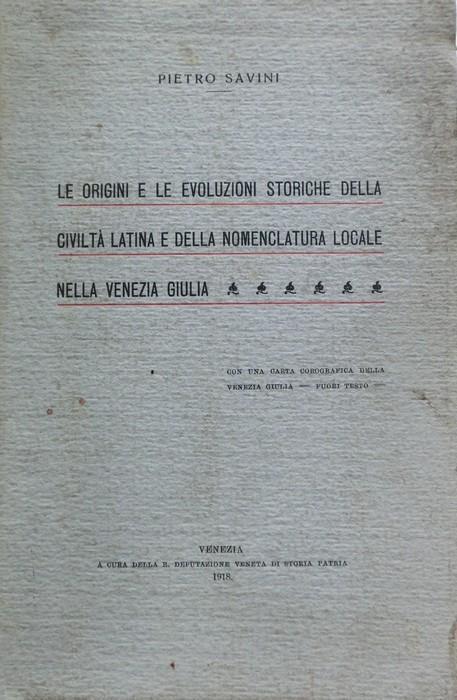 PIETRO SAVINI
LE ORIGINI E LE EVOLUZIONI STORICHE DELLA
CIVILTÀ LATINA E DELLA NOMENCLATURA LOCALE
NELLA VENEZIA GIULIA
CON UNA CARTA COROGRAFICA DELLA
VENEZIA GIULIA — FUORI TESTO —
VENEZIA
A CURA DELLA R. DEPUTAZIONE VENETA DI STORIA PATRIA
1918.